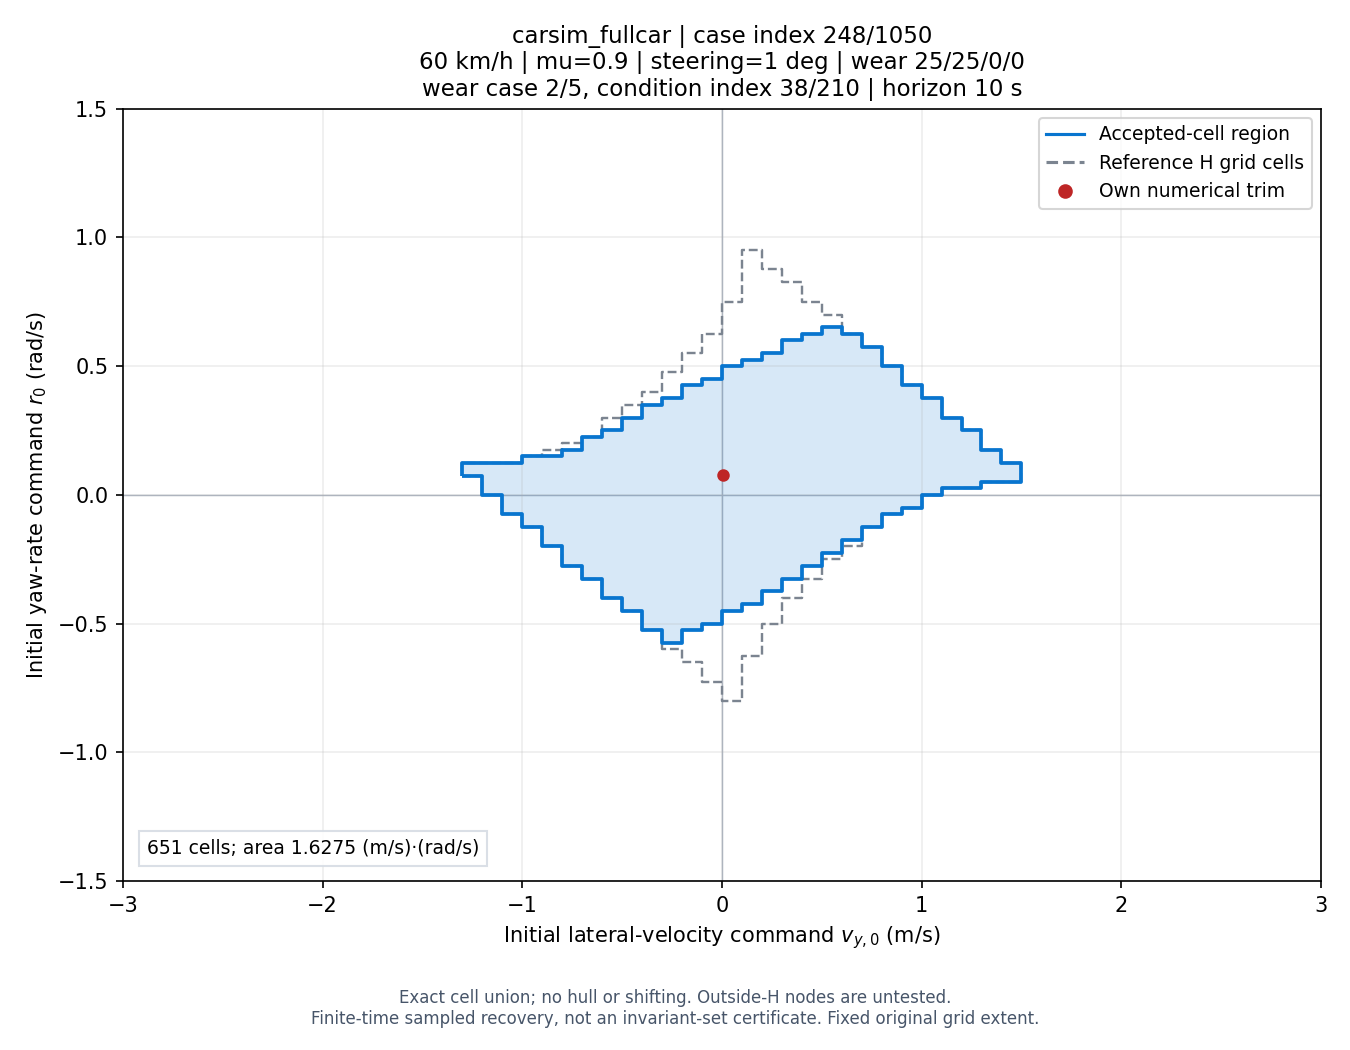 carsim_fullcar | case index 248/1050
60 km/h | mu=0.9 | steering=1 deg | wear 25/25/0/0
wear case 2/5, condition index 38/210 | horizon 10 s
Accepted-cell region
Reference H grid cells
Own numerical trim
1.5
1.0
0.5
0.0
−0.5
−1.0
−1.5
Initial yaw-rate command r₀ (rad/s)
651 cells; area 1.6275 (m/s)·(rad/s)
−3
−2
−1
0
1
2
3
Initial lateral-velocity command v_{y,0} (m/s)
Exact cell union; no hull or shifting. Outside-H nodes are untested.
Finite-time sampled recovery, not an invariant-set certificate. Fixed original grid extent.